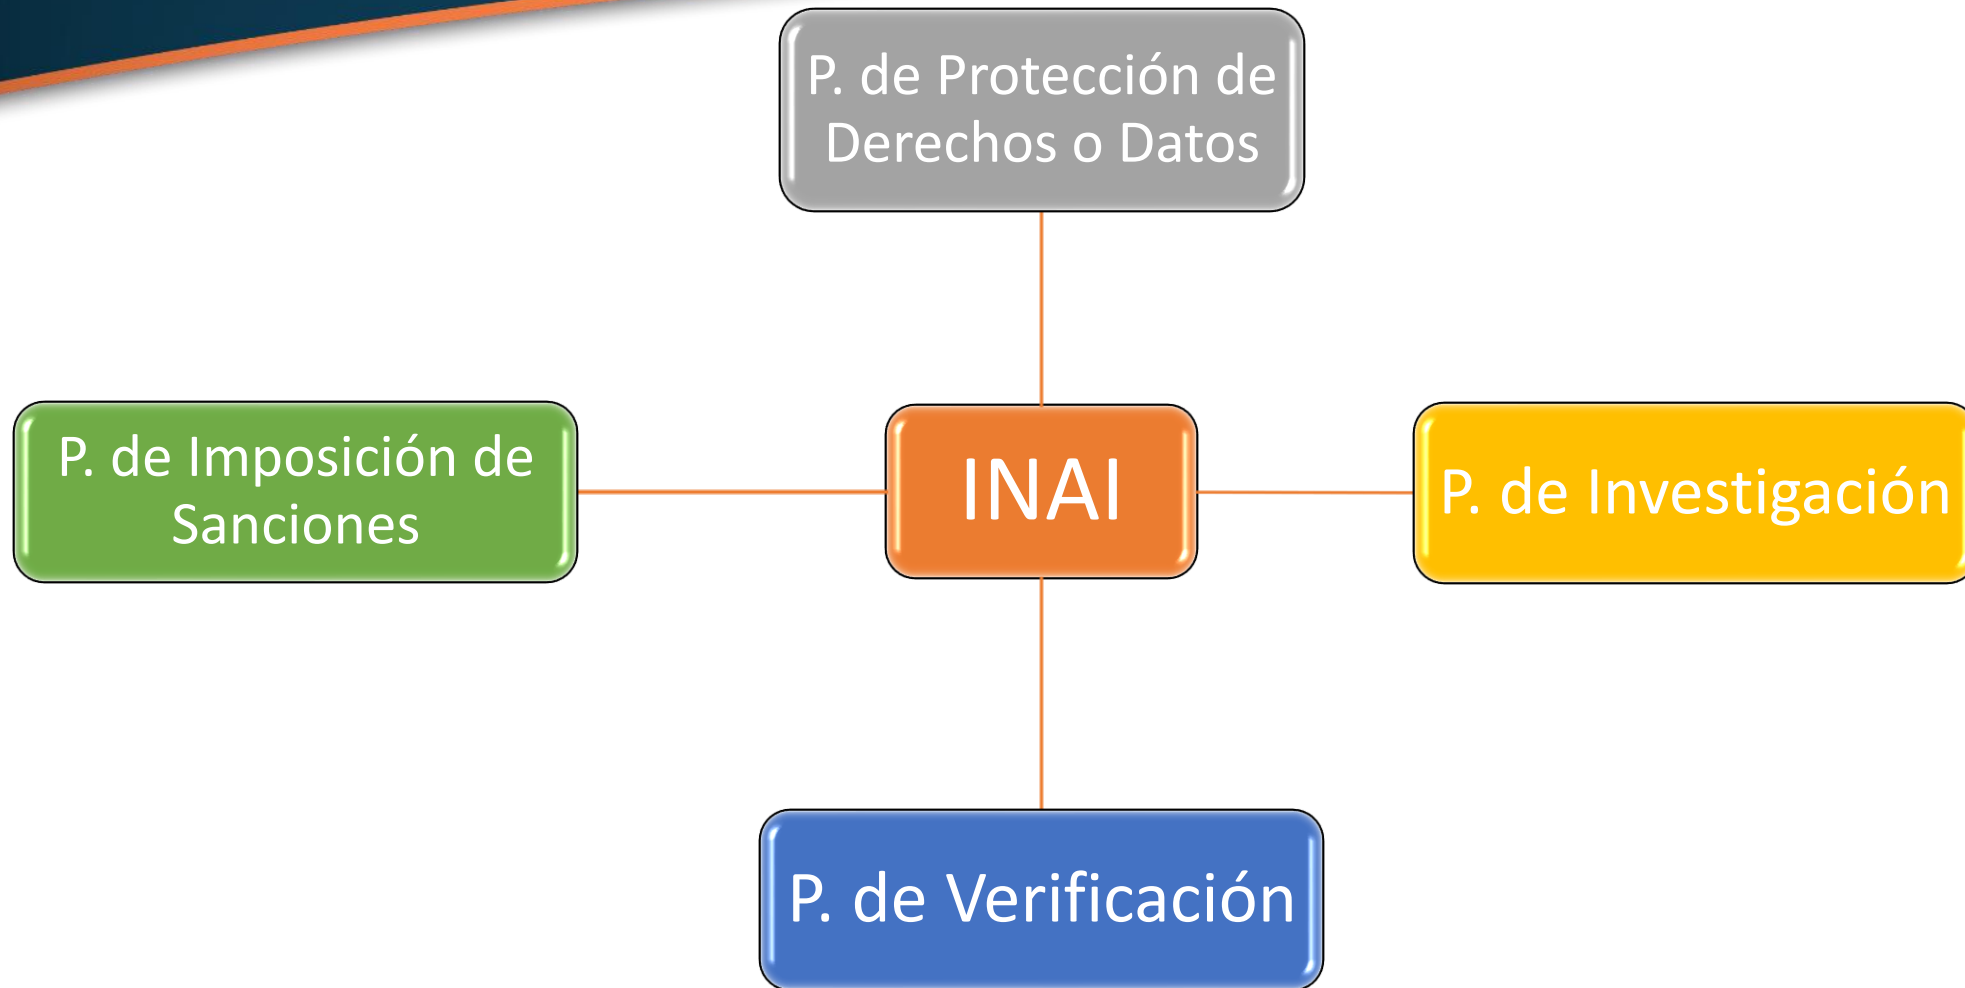 P. de Protección de
Derechos o Datos
P. de Imposición de
Sanciones
INAI
P. de Investigación
P. de Verificación